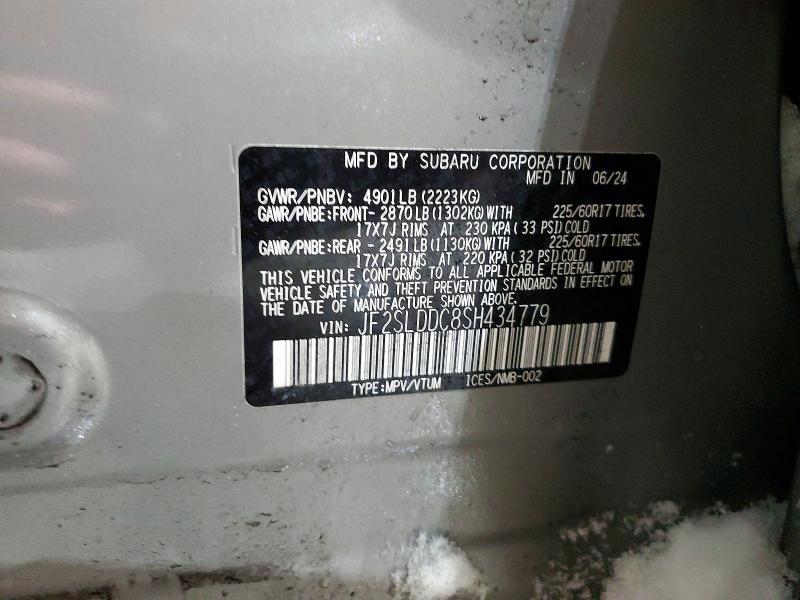 MFD BY SUBARU CORPORATION
MFD IN 06/24
GVWR/PNBV: 4901LB(2223KG)
GAWR/PNBE:FRONT- 2870LB(1302KG)WITH 225/60R17 TIRES,
17X7J RIMS AT 230 KPA(33 PSI)COLD
GAWR/PNBE:REAR - 2491LB(1130KG)WITH 225/60R17 TIRES,
17X7J RIMS AT 220 KPA(32 PSI)COLD
THIS VEHICLE CONFORMS TO ALL APPLICABLE FEDERAL MOTOR
VEHICLE SAFETY AND THEFT PREVENTION STANDARDS IN EFFECT ON
THE DATE OF MANUFACTURE SHOWN ABOVE.
VIN: JF2SLDDC8SH434779
TYPE:MPV/VTUM ICES/NMB-002